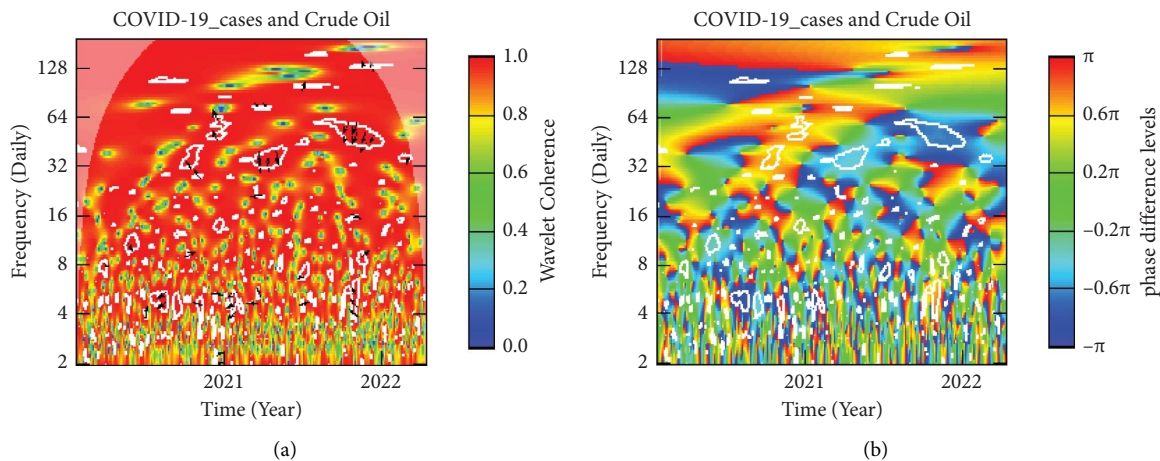 COVID-19_cases and Crude Oil
Frequency (Daily)
128
64
32
16
8
4
2
2021
2022
Time (Year)
1.0
0.8
0.6
0.4
0.2
0.0
Wavelet Coherence
(a)
COVID-19_cases and Crude Oil
Frequency (Daily)
128
64
32
16
8
4
2
2021
2022
Time (Year)
π
0.6π
0.2π
−0.2π
−0.6π
−π
phase difference levels
(b)